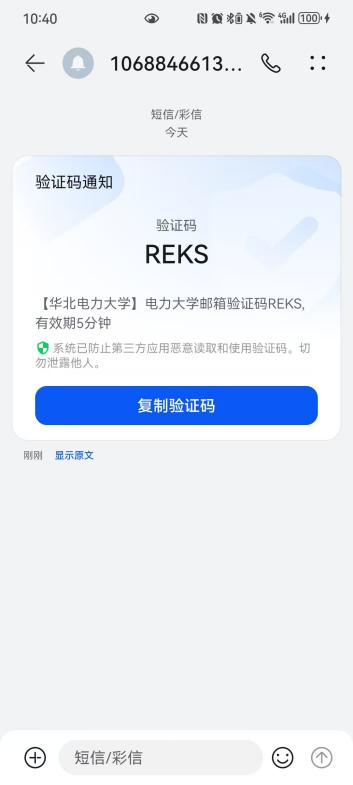 10:40
100
1068846613...
短信/彩信
今天
验证码通知
验证码
REKS
【华北电力大学】电力大学邮箱验证码REKS,
有效期5分钟
系统已防止第三方应用恶意读取和使用验证码。切
勿泄露他人。
复制验证码
刚刚 显示原文
短信/彩信